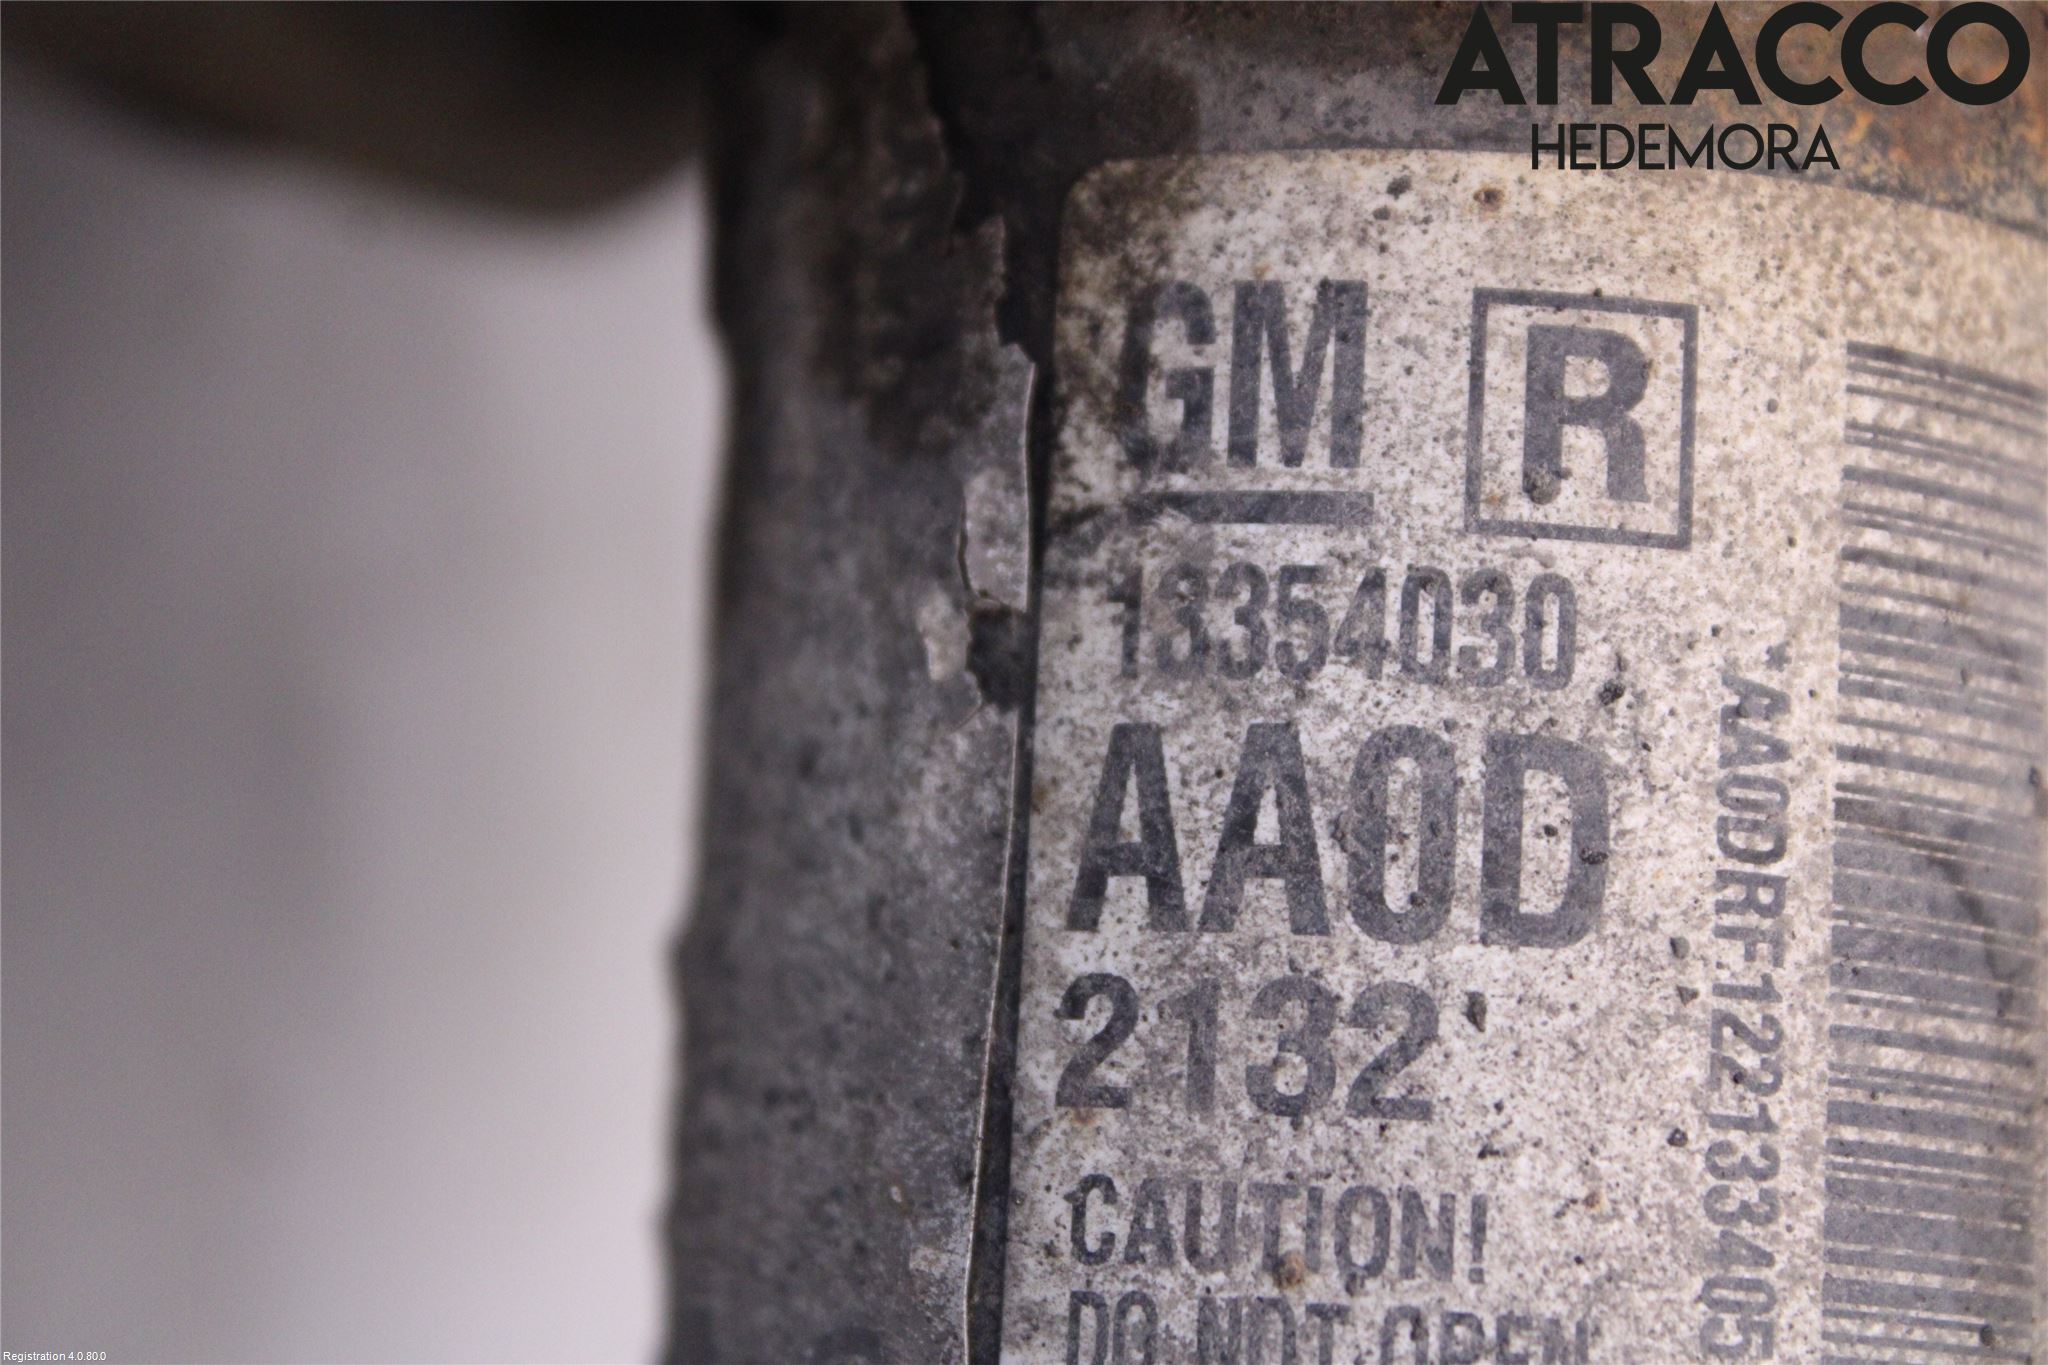 ATRACCO
HEDEMORA
GM
R
13354030
AA0D
2132
CAUTION!
DO NOT OPEN
*AA0DRF122133405
Registration 4.0.80.0